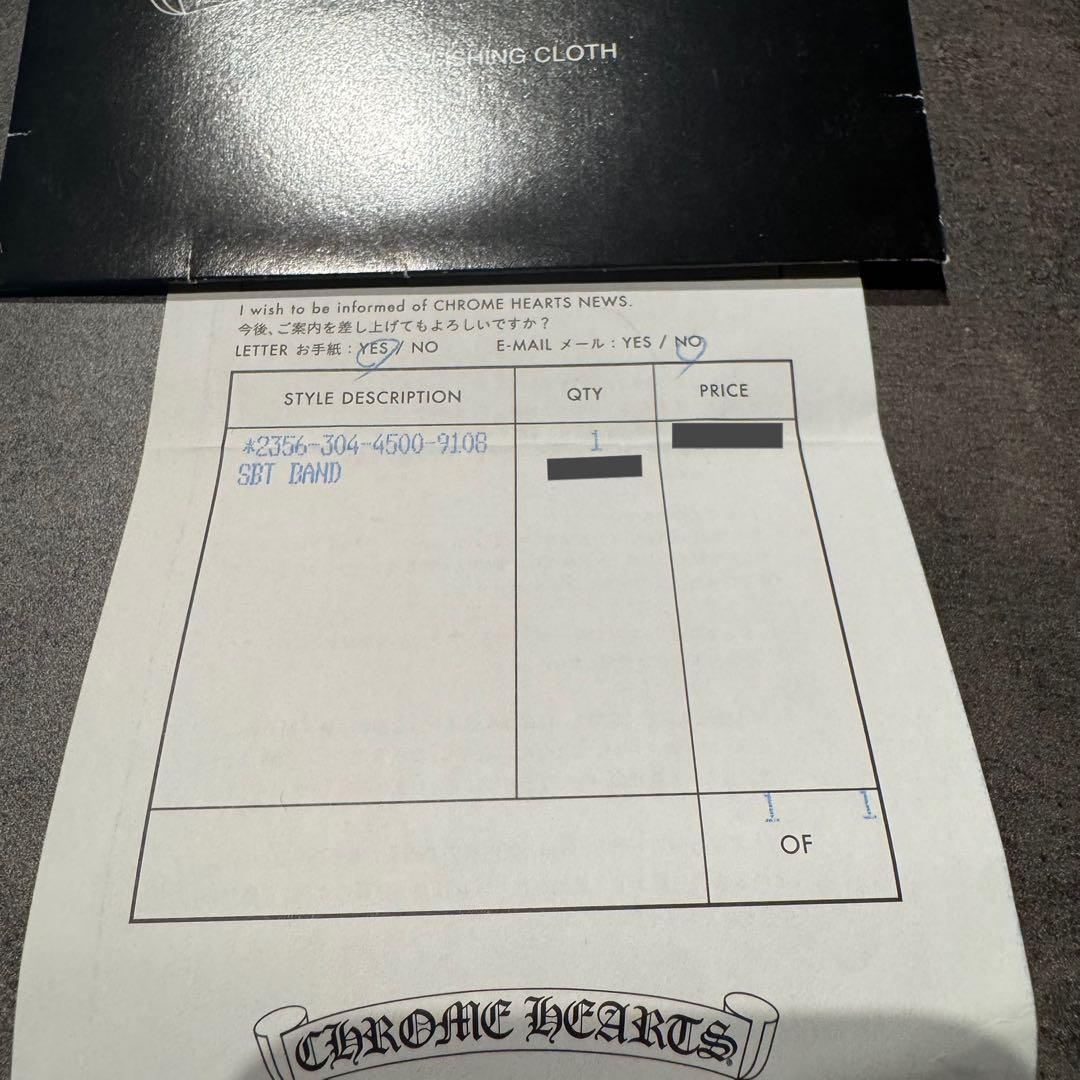 POLISHING CLOTH
I wish to be informed of CHROME HEARTS NEWS.
今後、ご案内を差し上げてもよろしいですか?
LETTER お手紙 : YES / NO E-MAIL メール : YES / NO
STYLE DESCRIPTION QTY PRICE
*2356-304-4500-9108 1
SBT BAND
1 1
OF
CHROME HEARTS